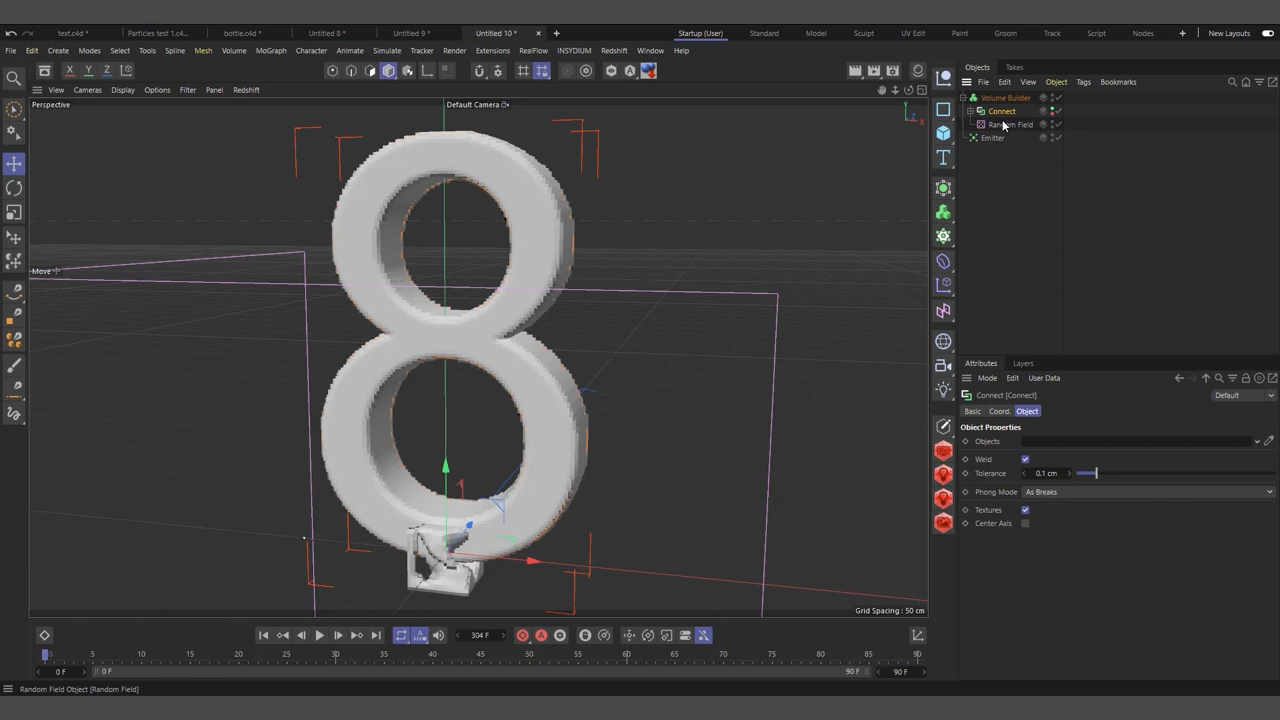 text.c4d *
Particles test 1.c4...
bottle.c4d *
Untitled 8 *
Untitled 9 *
Untitled 10 *
Startup (User)
Standard
Model
Sculpt
UV Edit
Paint
Groom
Track
Script
Nodes
New Layouts
File
Edit
Create
Modes
Select
Tools
Volume
Mesh
MoGraph
Character
Animate
Simulate
Tracker
Render
Extensions
RealFlow
INSYDIUM
Redshift
Window
Help
X
Y
Z
View
Cameras
Display
Options
Filter
Panel
Redshift
Perspective
Default Camera
Move
Grid Spacing : 50 cm
Objects
Takes
File
Edit
View
Object
Tags
Bookmarks
Volume Builder
Connect
Random Field
Emitter
Attributes
Layers
Mode
Edit
User Data
Connect [Connect]
Default
Basic
Coord.
Object
Object Properties
Objects
Weld
Tolerance
0.1 cm
Phong Mode
As Breaks
Textures
Center Axis
304 F
0
5
10
15
20
25
30
35
40
45
50
55
60
65
70
75
80
85
90
0 F
0 F
90 F
90 F
Random Field Object [Random Field]